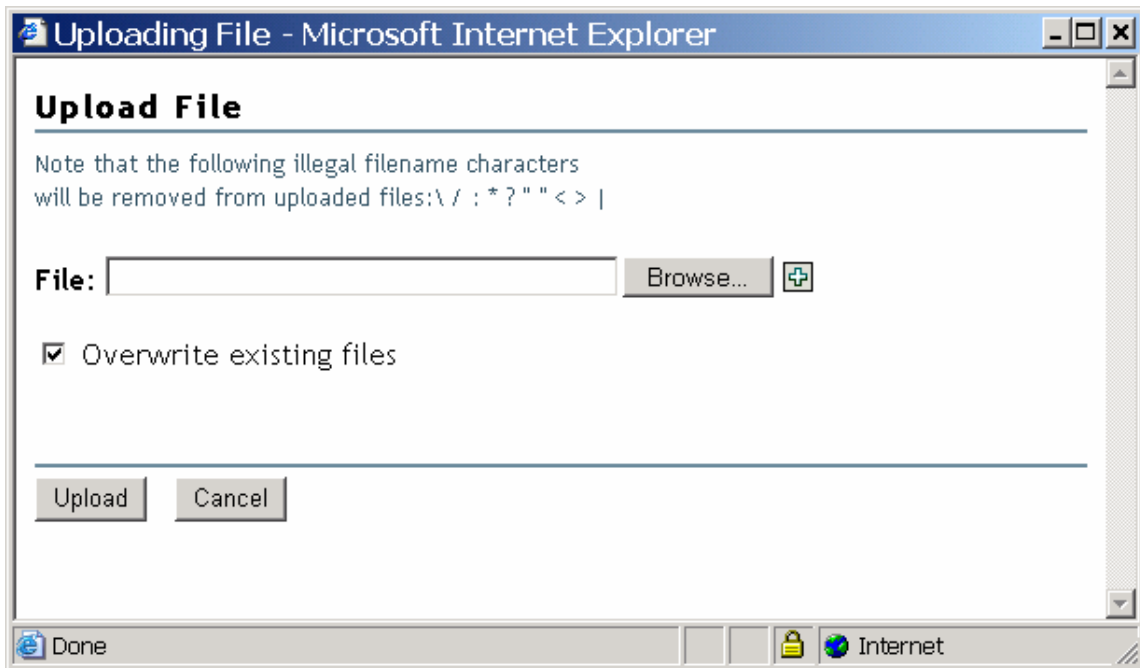 Uploading File - Microsoft Internet Explorer
Upload File
Note that the following illegal filename characters
will be removed from uploaded files:\ / : * ? " " < > |
File: Browse...
Overwrite existing files
Upload Cancel
Done Internet